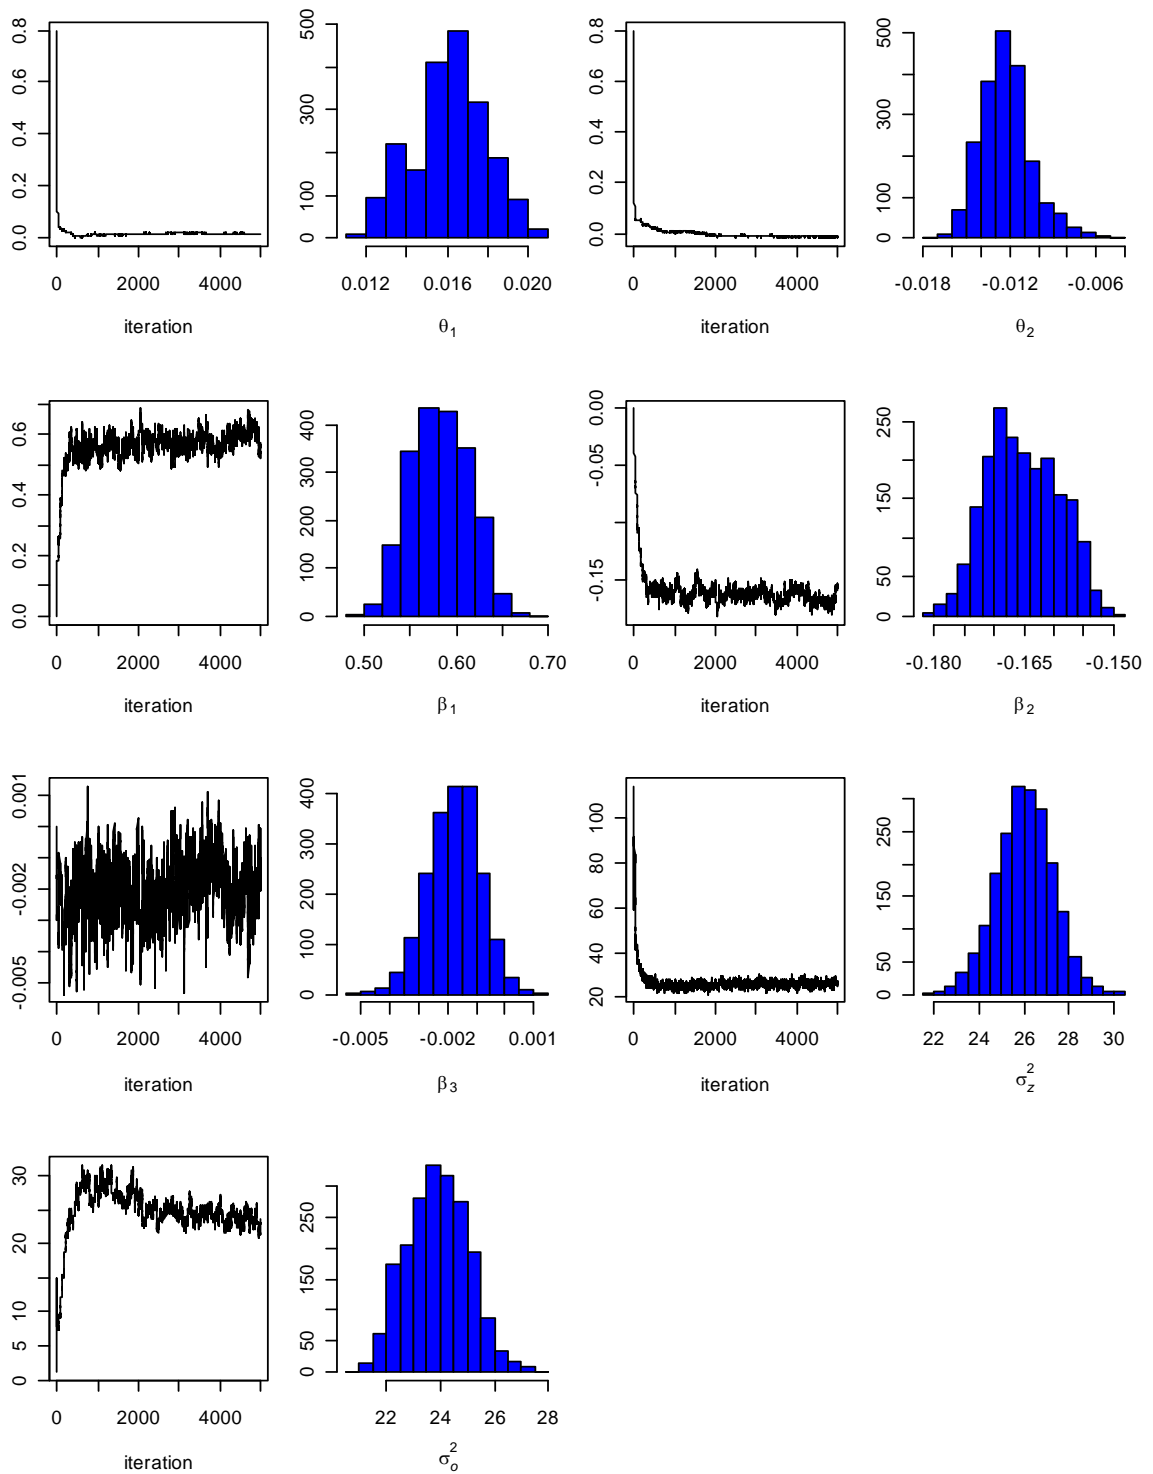 0.0 0.2 0.4 0.6 0.8
0 2000 4000
iteration
0 100 300 500
0.012 0.016 0.020
θ1
0.0 0.2 0.4 0.6 0.8
0 2000 4000
iteration
0 100 300 500
-0.018 -0.012 -0.006
θ2
0.0 0.2 0.4 0.6
0 2000 4000
iteration
0 100 200 300 400
0.50 0.60 0.70
β1
-0.15 -0.05 0.00
0 2000 4000
iteration
0 50 150 250
-0.180 -0.165 -0.150
β2
-0.005 -0.002 0.001
0 2000 4000
iteration
0 100 200 300 400
-0.005 -0.002 0.001
β3
20 40 60 80 100
0 2000 4000
iteration
0 50 150 250
22 24 26 28 30
σz2
0 5 10 20 30
0 2000 4000
iteration
0 50 150 250
22 24 26 28
σo2